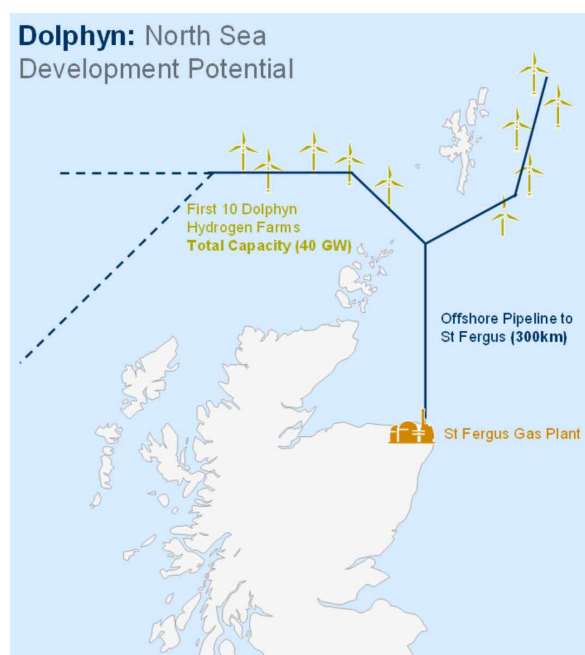 Dolphyn: North Sea
Development Potential
First 10 Dolphyn
Hydrogen Farms
Total Capacity (40 GW)
Offshore Pipeline to
St Fergus (300km)
St Fergus Gas Plant